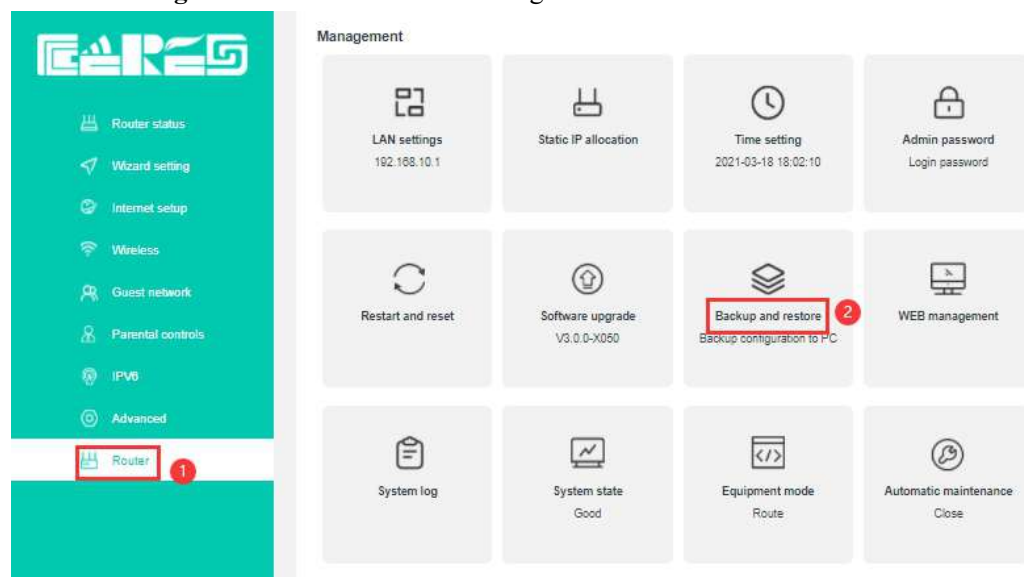 Management
Router status
Wizard setting
Internet setup
Wireless
Guest network
Parental controls
IPV6
Advanced
Router
1
LAN settings
192.168.10.1
Static IP allocation
Time setting
2021-03-18 18:02:10
Admin password
Login password
Restart and reset
Software upgrade
V3.0.0-X050
Backup and restore
2
Backup configuration to PC
WEB management
System log
System state
Good
Equipment mode
Route
Automatic maintenance
Close